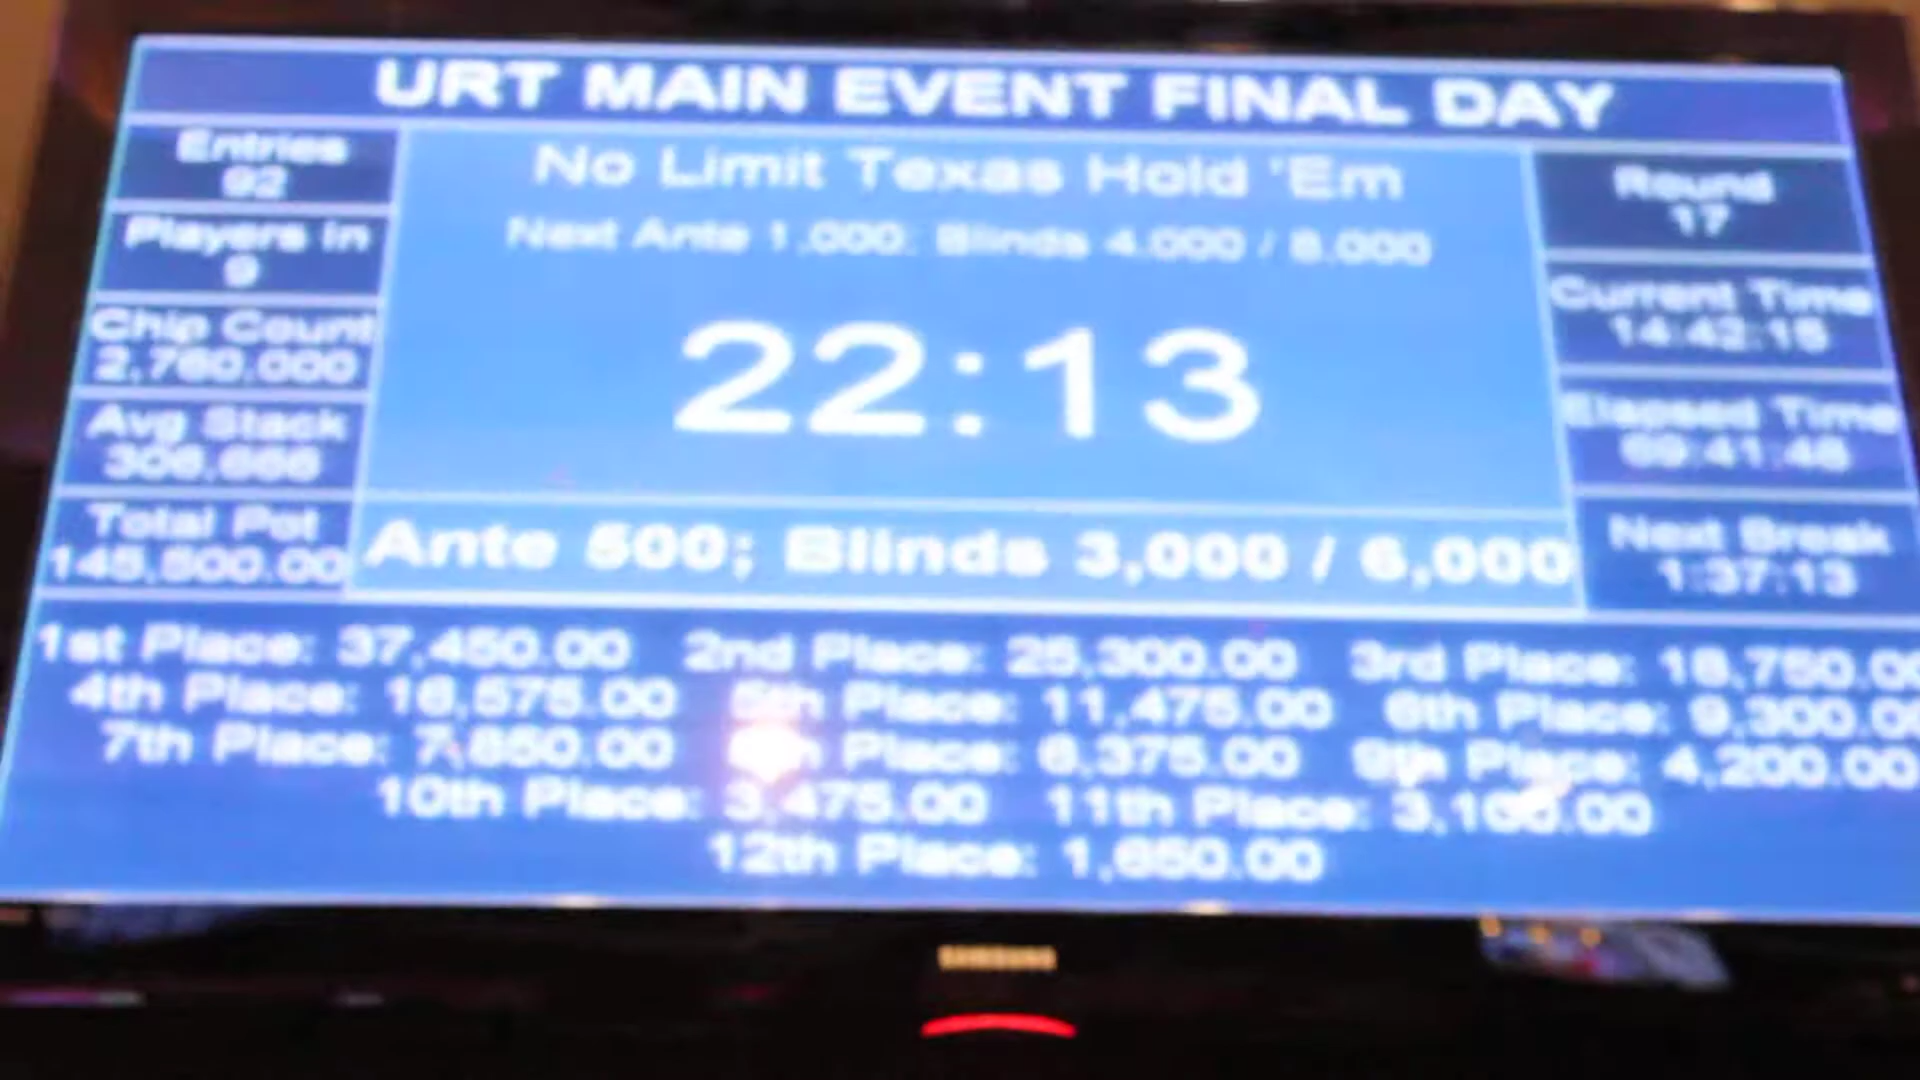 URT MAIN EVENT FINAL DAY
Entries
92
Players In
9
Chip Count
2,760,000
Avg Stack
306,666
Total Pot
145,500.00
No Limit Texas Hold 'Em
Next Ante 1,000; Blinds 4,000 / 8,000
22:13
Ante 500; Blinds 3,000 / 6,000
Round
17
Current Time
14:42:15
Elapsed Time
Next Break
1:37:13
1st Place: 37,450.00 2nd Place: 25,300.00 3rd Place: 18,750.00
4th Place: 16,575.00 5th Place: 11,475.00 6th Place: 9,300.00
7th Place: 7,650.00 8th Place: 6,375.00 9th Place: 4,200.00
10th Place: 3,475.00 11th Place: 3,100.00
12th Place: 1,650.00
SAMSUNG